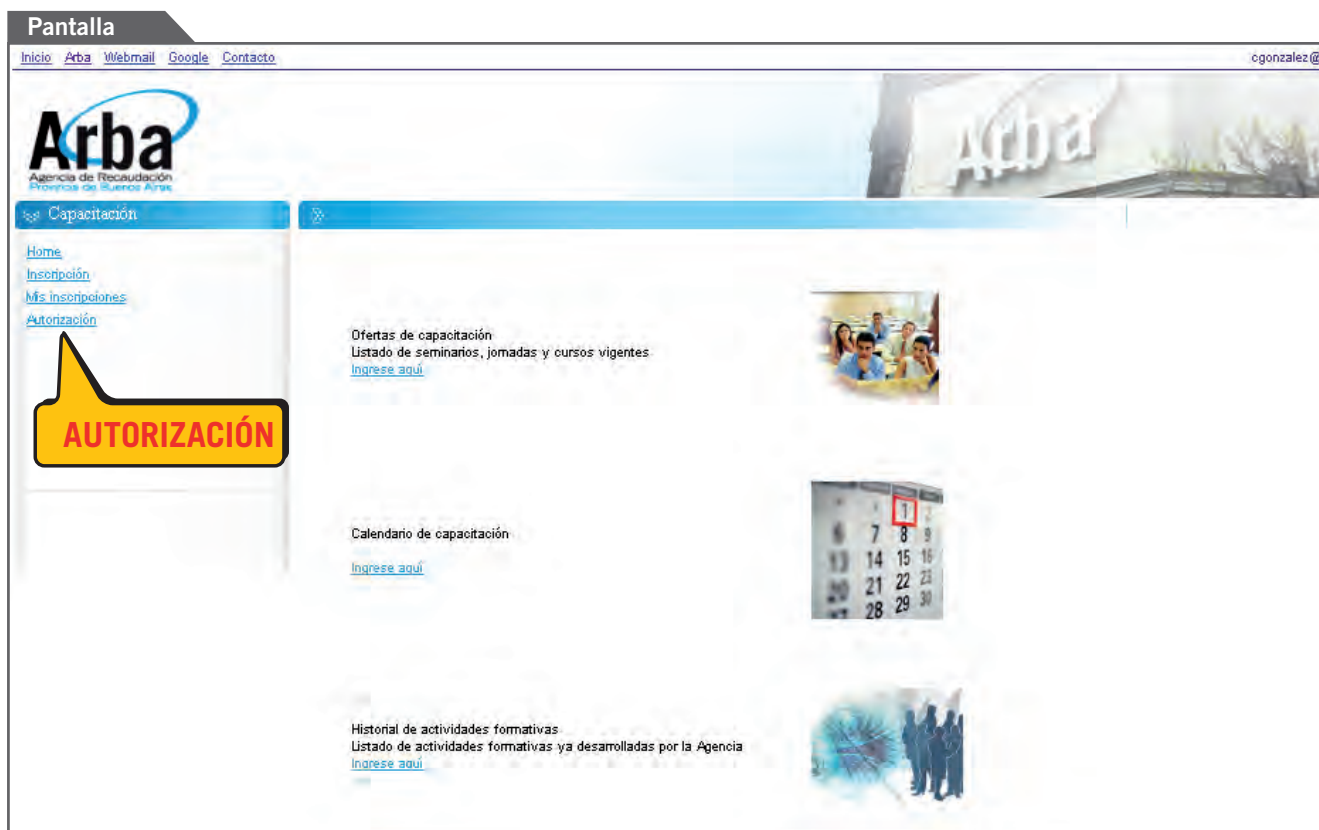 Pantalla
Inicio Arba Webmail Google Contacto
cgonzalez@
Arba
Agencia de Recaudación
Provincia de Buenos Aires
Arba
Capacitación
Home
Inscripción
Mis inscripciones
Autorización
AUTORIZACIÓN
Ofertas de capacitación
Listado de seminarios, jornadas y cursos vigentes
Ingrese aquí
Calendario de capacitación
Ingrese aquí
1
6 7 8 9
13 14 15 16
20 21 22 23
27 28 29 30
Historial de actividades formativas
Listado de actividades formativas ya desarrolladas por la Agencia
Ingrese aquí